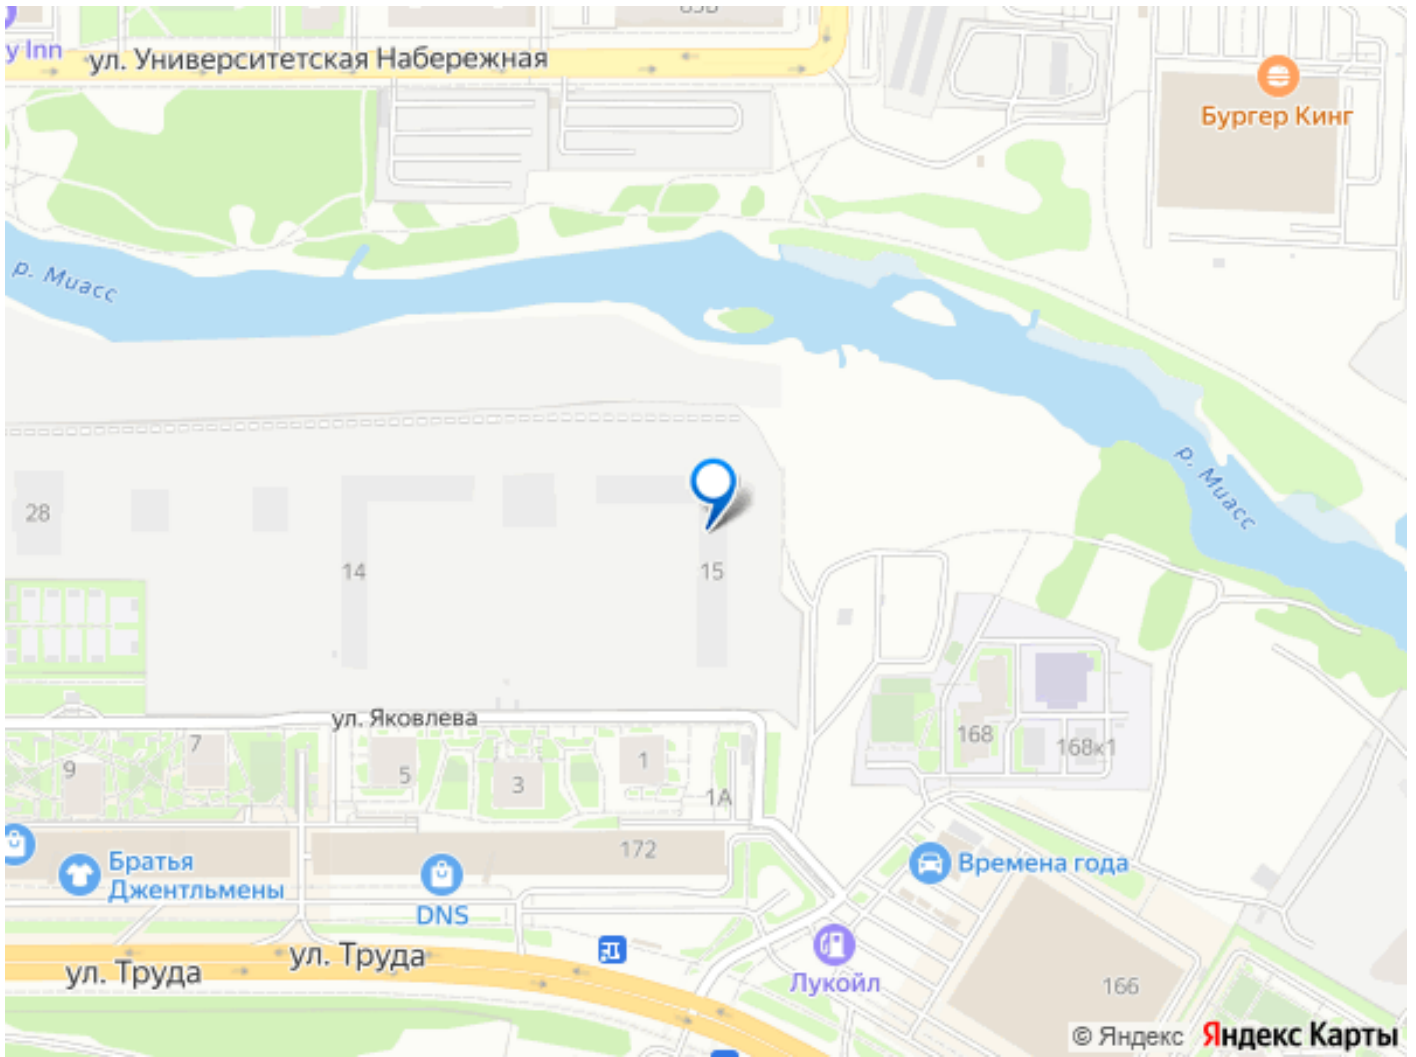 y Inn
ул. Университетская Набережная
Бургер Кинг
р. Миасс
р. Миасс
28
14
15
ул. Яковлева
7
9
5
3
1
1А
168
168к1
172
Братья
Джентльмены
DNS
Времена года
ул. Труда
ул. Труда
Лукойл
166
© Яндекс Яндекс Карты